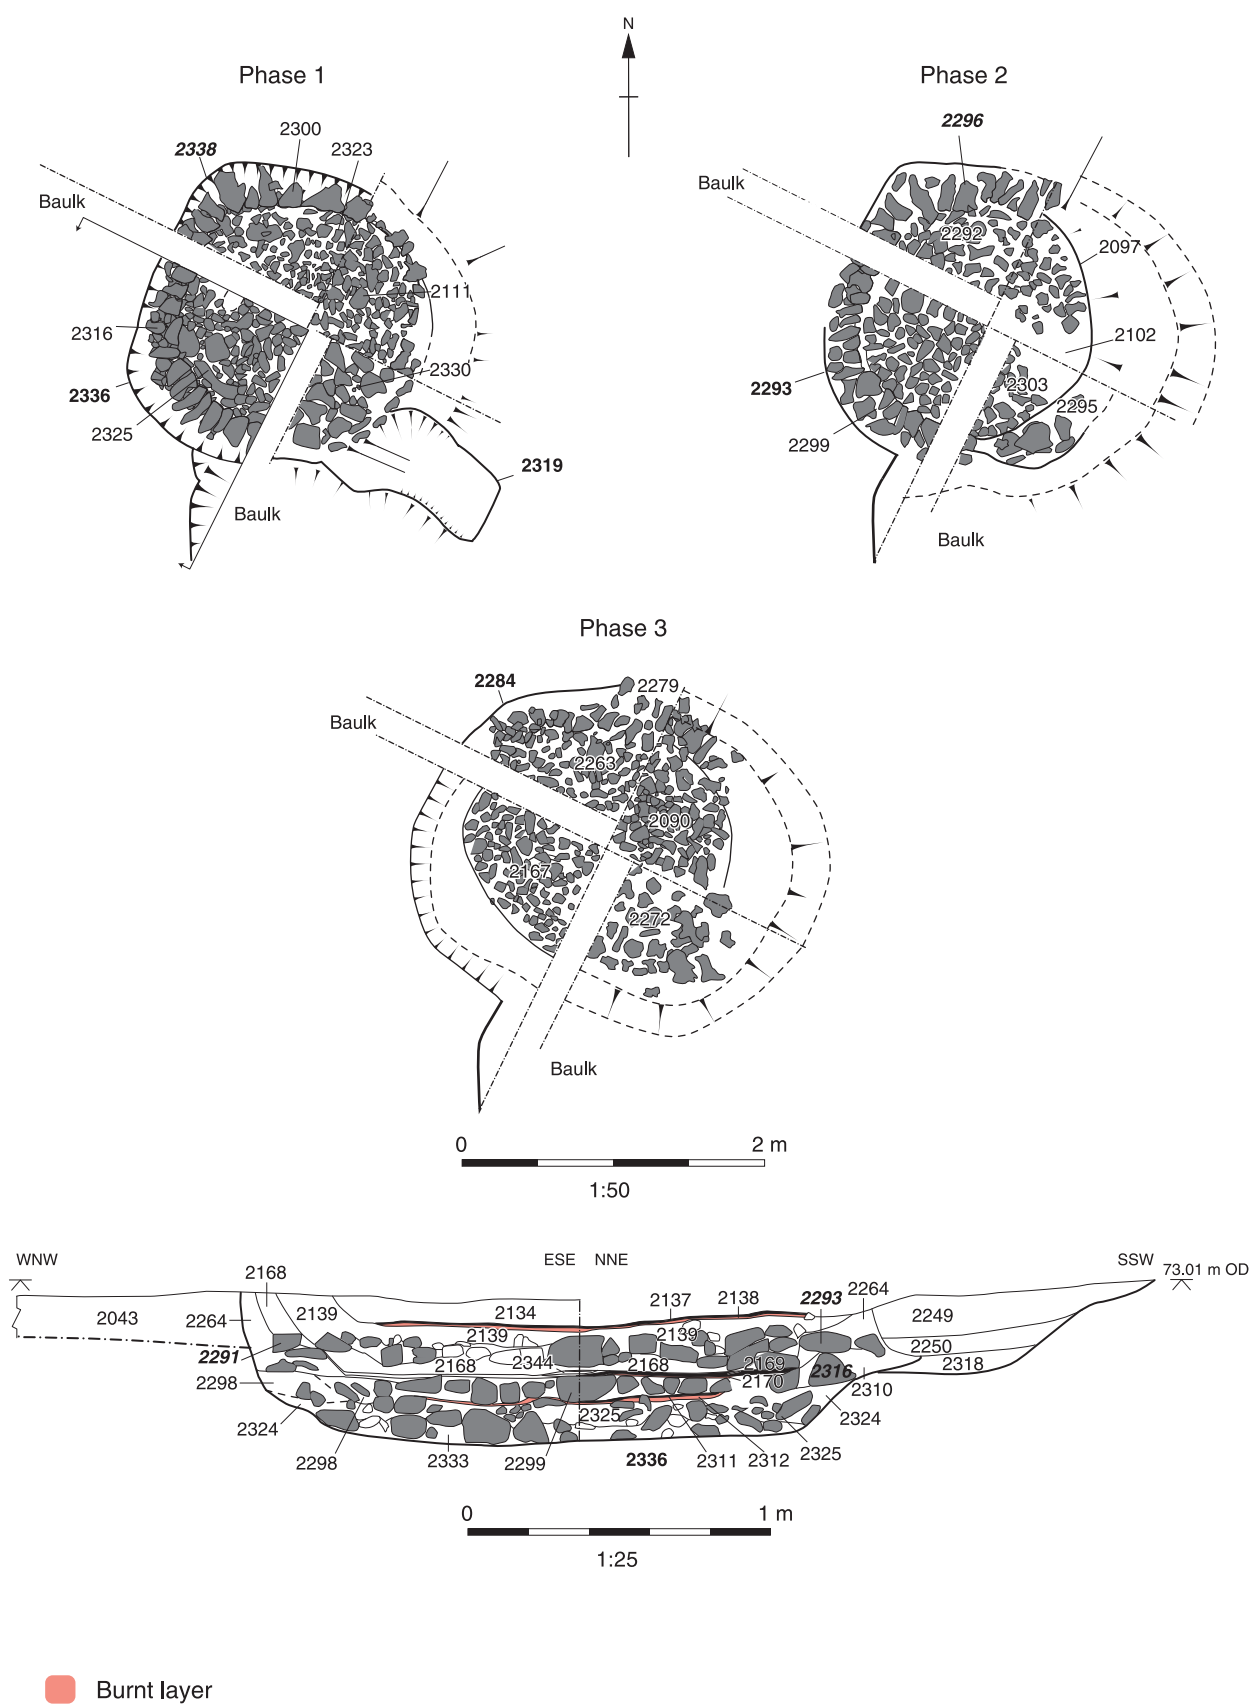 N
Phase 1
Phase 2
2338
2300
2323
Baulk
2111
2316
2330
2336
2325
2319
Baulk
2296
Baulk
2292
2097
2102
2303
2293
2295
2299
Baulk
Phase 3
2284
2279
Baulk
2263
2090
2167
2272
Baulk
0 2 m
1:50
WNW ESE NNE SSW 73.01 m OD
2168 2137 2138 2293 2264
2043 2264 2139 2134 2139 2139 2249
2291 2168 2344 2168 2169 2316 2250 2318
2298 2170 2310
2324 2325 2324
2298 2333 2299 2336 2311 2312 2325
0 1 m
1:25
Burnt layer